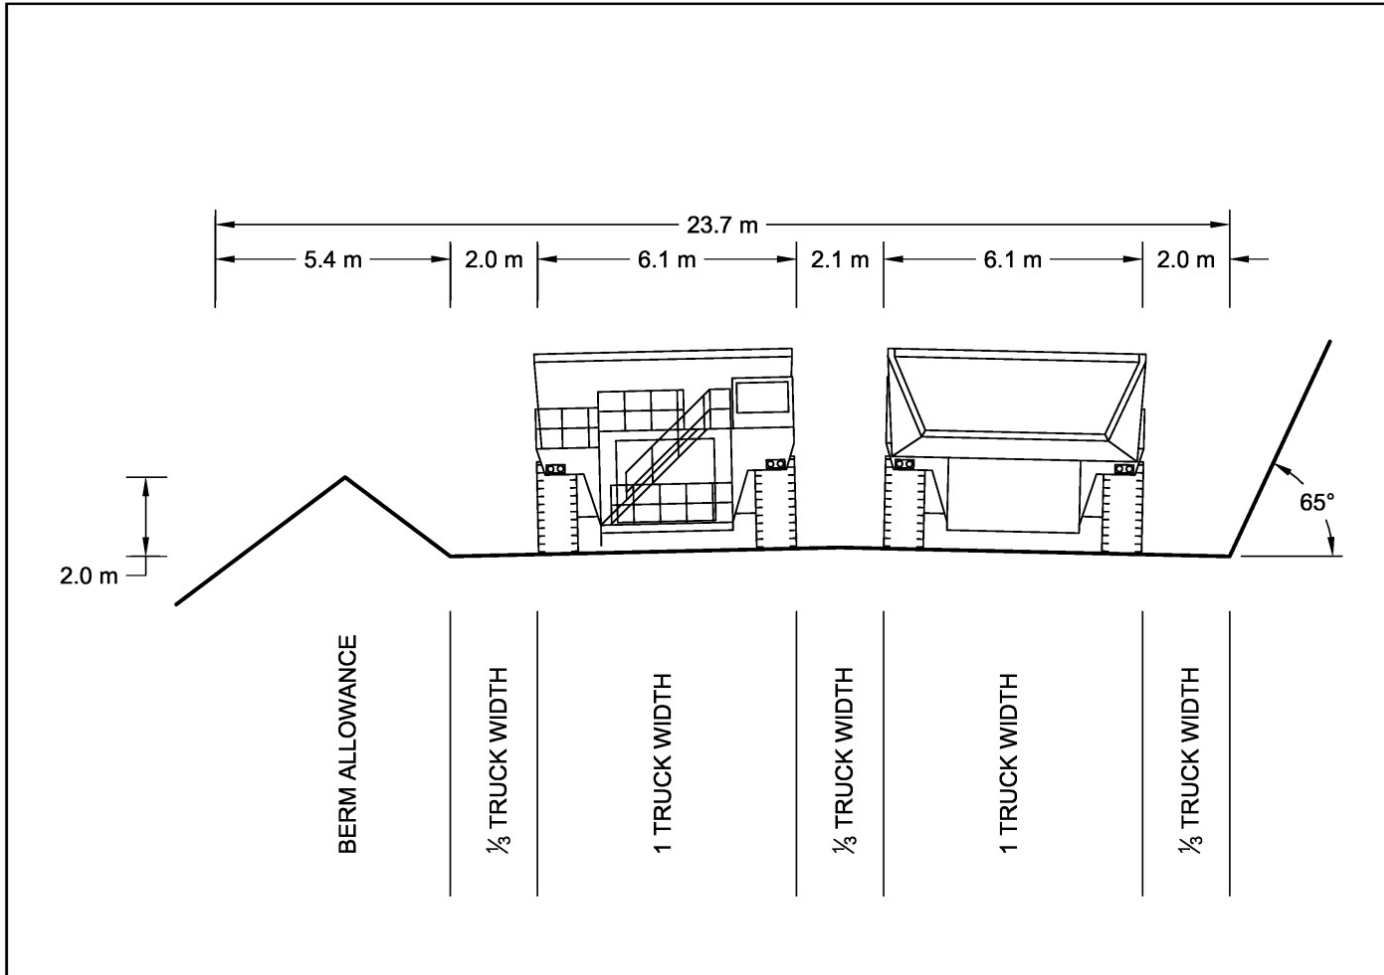 23.7 m
5.4 m
2.0 m
6.1 m
2.1 m
6.1 m
2.0 m
65°
2.0 m
BERM ALLOWANCE
⅓ TRUCK WIDTH
1 TRUCK WIDTH
⅓ TRUCK WIDTH
1 TRUCK WIDTH
⅓ TRUCK WIDTH